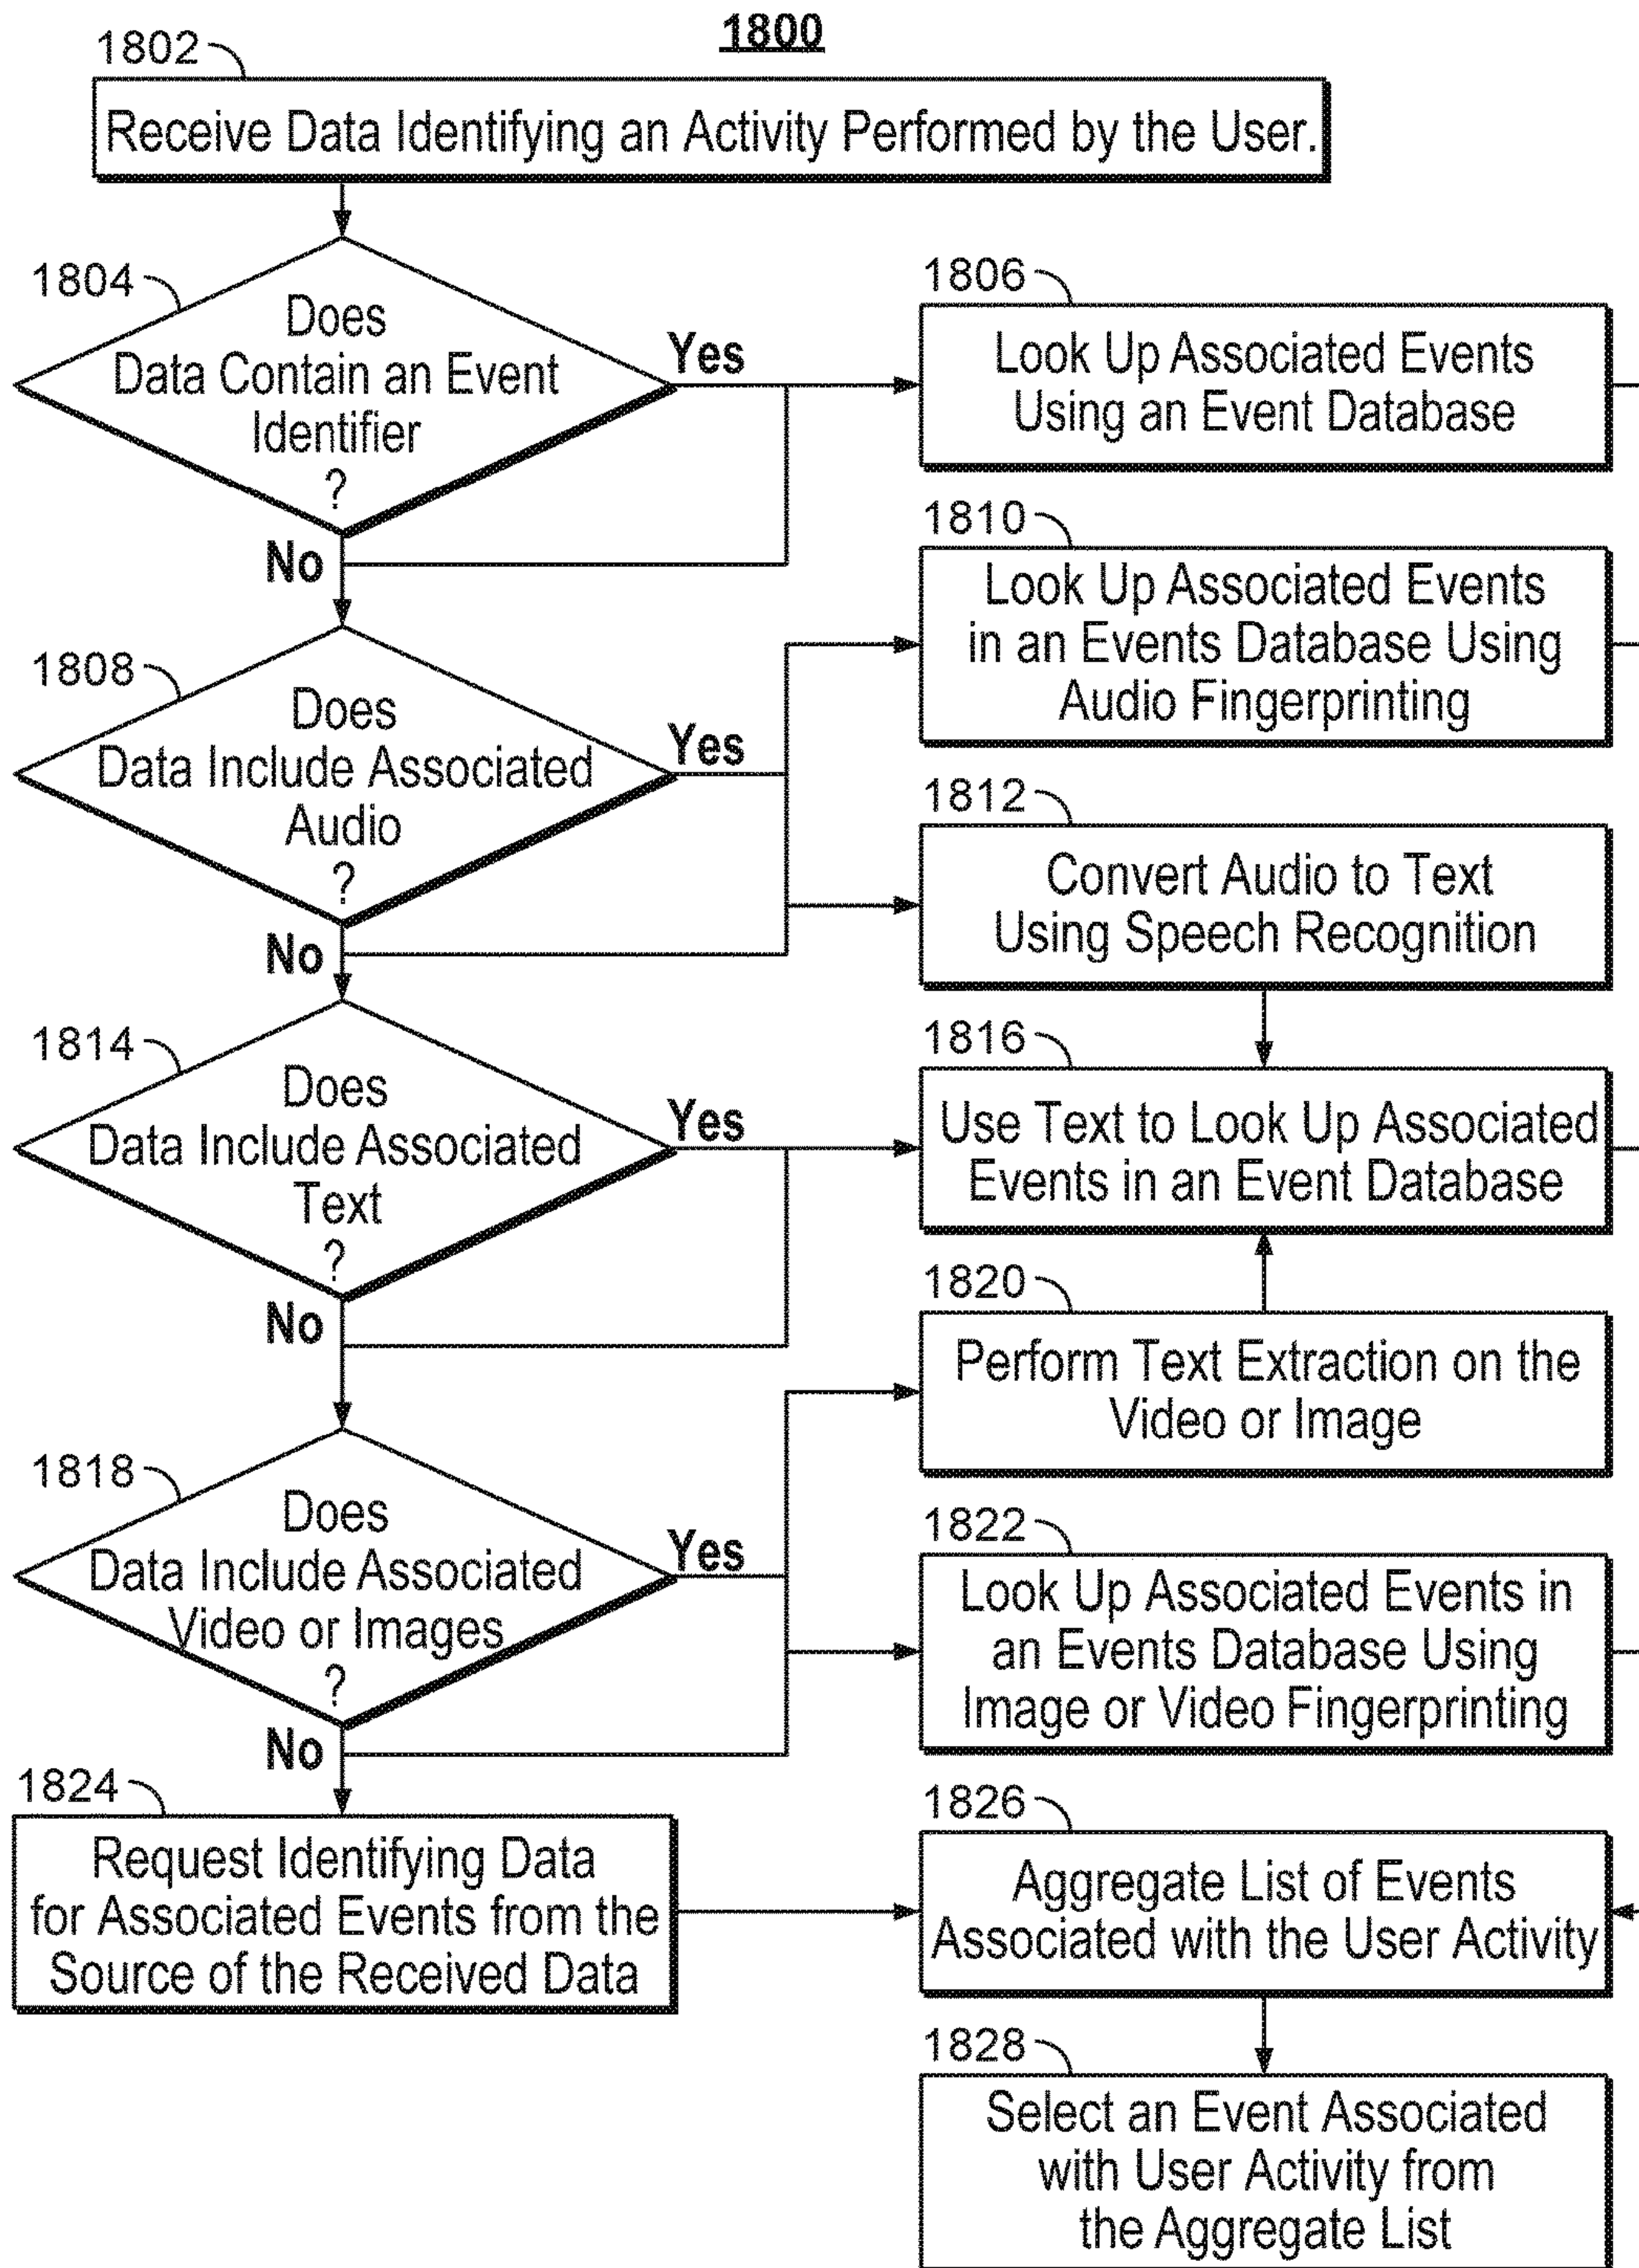 1800
1802
Receive Data Identifying an Activity Performed by the User.
1804
Does
Data Contain an Event
Identifier
?
Yes
No
1806
Look Up Associated Events
Using an Event Database
1808
Does
Data Include Associated
Audio
?
Yes
No
1810
Look Up Associated Events
in an Events Database Using
Audio Fingerprinting
1812
Convert Audio to Text
Using Speech Recognition
1814
Does
Data Include Associated
Text
?
Yes
No
1816
Use Text to Look Up Associated
Events in an Event Database
1818
Does
Data Include Associated
Video or Images
?
Yes
No
1820
Perform Text Extraction on the
Video or Image
1822
Look Up Associated Events in
an Events Database Using
Image or Video Fingerprinting
1824
Request Identifying Data
for Associated Events from the
Source of the Received Data
1826
Aggregate List of Events
Associated with the User Activity
1828
Select an Event Associated
with User Activity from
the Aggregate List